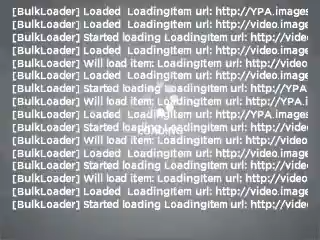 [BulkLoader] Loaded LoadingItem url: http://YPA.images
[BulkLoader] Loaded LoadingItem url: http://video.image
[BulkLoader] Started loading LoadingItem url: http://vide
[BulkLoader] Loaded LoadingItem url: http://video.image
[BulkLoader] Will load item: LoadingItem url: http://video
[BulkLoader] Loaded LoadingItem url: http://video.image
[BulkLoader] Started loading LoadingItem url: http://YPA
[BulkLoader] Will load item: LoadingItem url: http://YPA.i
[BulkLoader] Loaded LoadingItem url: http://YPA.images
[BulkLoader] Started loading LoadingItem url: http://vide
LOADING
[BulkLoader] Will load item: LoadingItem url: http://video
[BulkLoader] Loaded LoadingItem url: http://video.image
[BulkLoader] Started loading LoadingItem url: http://vide
[BulkLoader] Will load item: LoadingItem url: http://video
[BulkLoader] Loaded LoadingItem url: http://video.image
[BulkLoader] Started loading LoadingItem url: http://vide